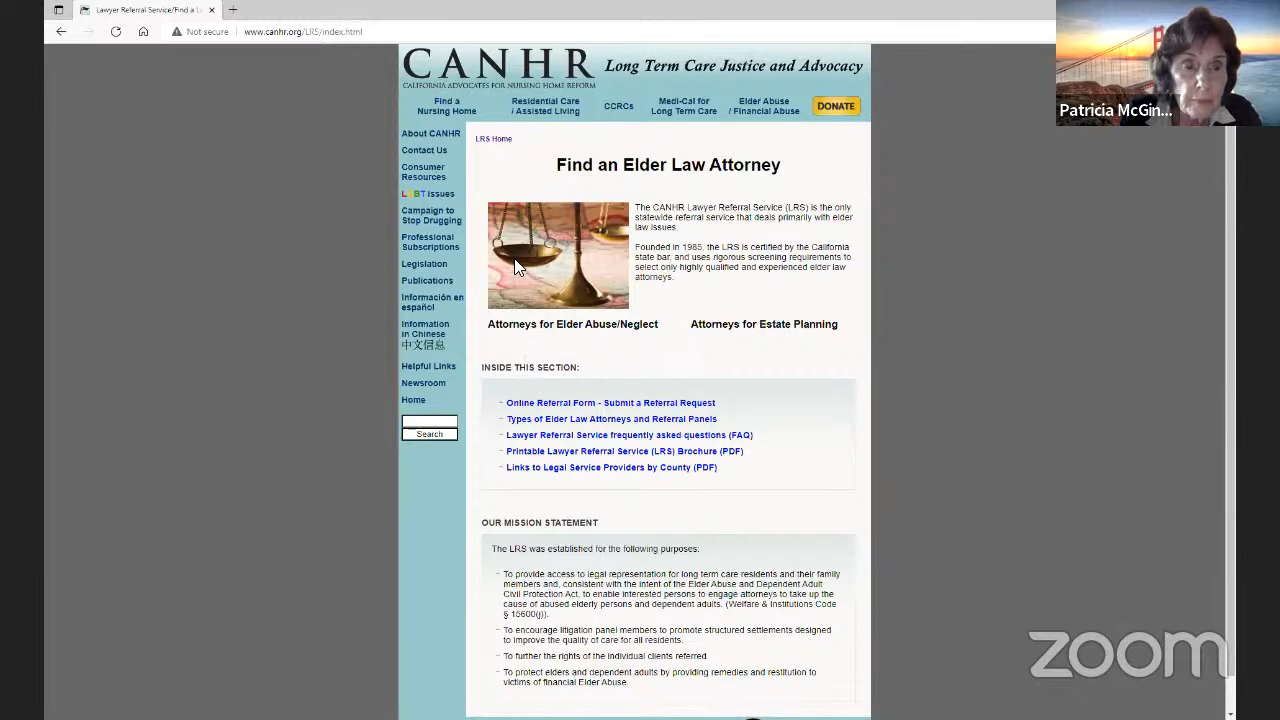 Lawyer Referral Service/Find a L
Not secure
www.canhr.org/LRS/index.html
CANHR
Long Term Care Justice and Advocacy
CALIFORNIA ADVOCATES FOR NURSING HOME REFORM
Find a
Nursing Home
Residential Care
/ Assisted Living
CCRCs
Medi-Cal for
Long Term Care
Elder Abuse
/ Financial Abuse
DONATE
Patricia McGin...
About CANHR
Contact Us
Consumer
Resources
LGBT Issues
Campaign to
Stop Drugging
Professional
Subscriptions
Legislation
Publications
Información en
español
Information
in Chinese
中文信息
Helpful Links
Newsroom
Home
Search
LRS Home
Find an Elder Law Attorney
The CANHR Lawyer Referral Service (LRS) is the only
statewide referral service that deals primarily with elder
law issues.
Founded in 1985, the LRS is certified by the California
state bar, and uses rigorous screening requirements to
select only highly qualified and experienced elder law
attorneys.
Attorneys for Elder Abuse/Neglect
Attorneys for Estate Planning
INSIDE THIS SECTION:
Online Referral Form - Submit a Referral Request
Types of Elder Law Attorneys and Referral Panels
Lawyer Referral Service frequently asked questions (FAQ)
Printable Lawyer Referral Service (LRS) Brochure (PDF)
Links to Legal Service Providers by County (PDF)
OUR MISSION STATEMENT
The LRS was established for the following purposes:
To provide access to legal representation for long term care residents and their family
members and, consistent with the intent of the Elder Abuse and Dependent Adult
Civil Protection Act, to enable interested persons to engage attorneys to take up the
cause of abused elderly persons and dependent adults. (Welfare & Institutions Code
§ 15600(j)).
To encourage litigation panel members to promote structured settlements designed
to improve the quality of care for all residents.
To further the rights of the individual clients referred.
To protect elders and dependent adults by providing remedies and restitution to
victims of financial Elder Abuse.
zoom